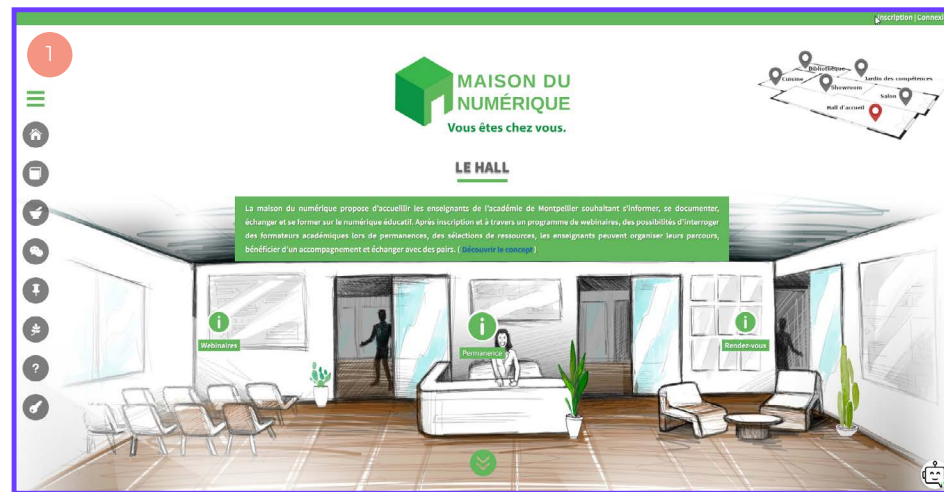 Inscription | Connexi
1
MAISON DU
NUMÉRIQUE
Vous êtes chez vous.
Bibliothèque
Cuisine
Jardin des compétences
Showroom
Salon
Hall d'accueil
LE HALL
La maison du numérique propose d'accueillir les enseignants de l'académie de Montpellier souhaitant s'informer, se documenter,
échanger et se former sur le numérique éducatif. Après inscription et à travers un programme de webinaires, des possibilités d'interroger
des formateurs académiques lors de permanences, des sélections de ressources, les enseignants peuvent organiser leurs parcours,
bénéficier d'un accompagnement et échanger avec des pairs. ( Découvrir le concept )
i
i
i
Webinaires
Permanence
Rendez-vous
?